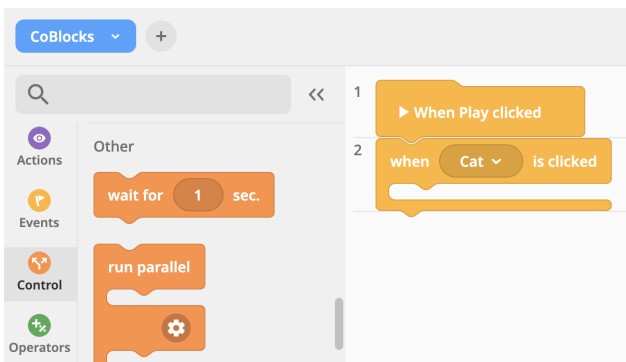 CoBlocks
+
1
When Play clicked
2
when Cat is clicked
Actions
Events
Control
Operators
Other
wait for 1 sec.
run parallel